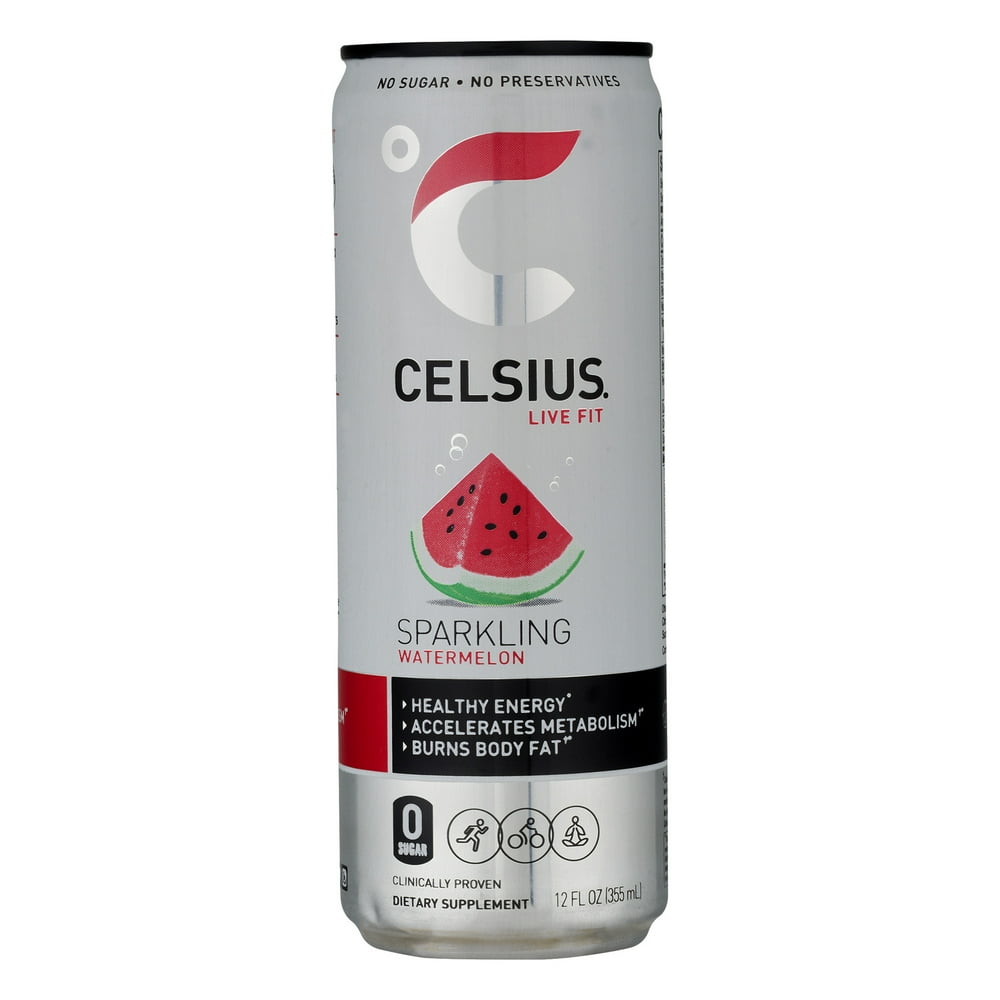 NO SUGAR • NO PRESERVATIVES
CELSIUS.
LIVE FIT
SPARKLING
WATERMELON
HEALTHY ENERGY*
ACCELERATES METABOLISM*†
BURNS BODY FAT*†
0
SUGAR
CLINICALLY PROVEN
DIETARY SUPPLEMENT
12 FL OZ (355 mL)